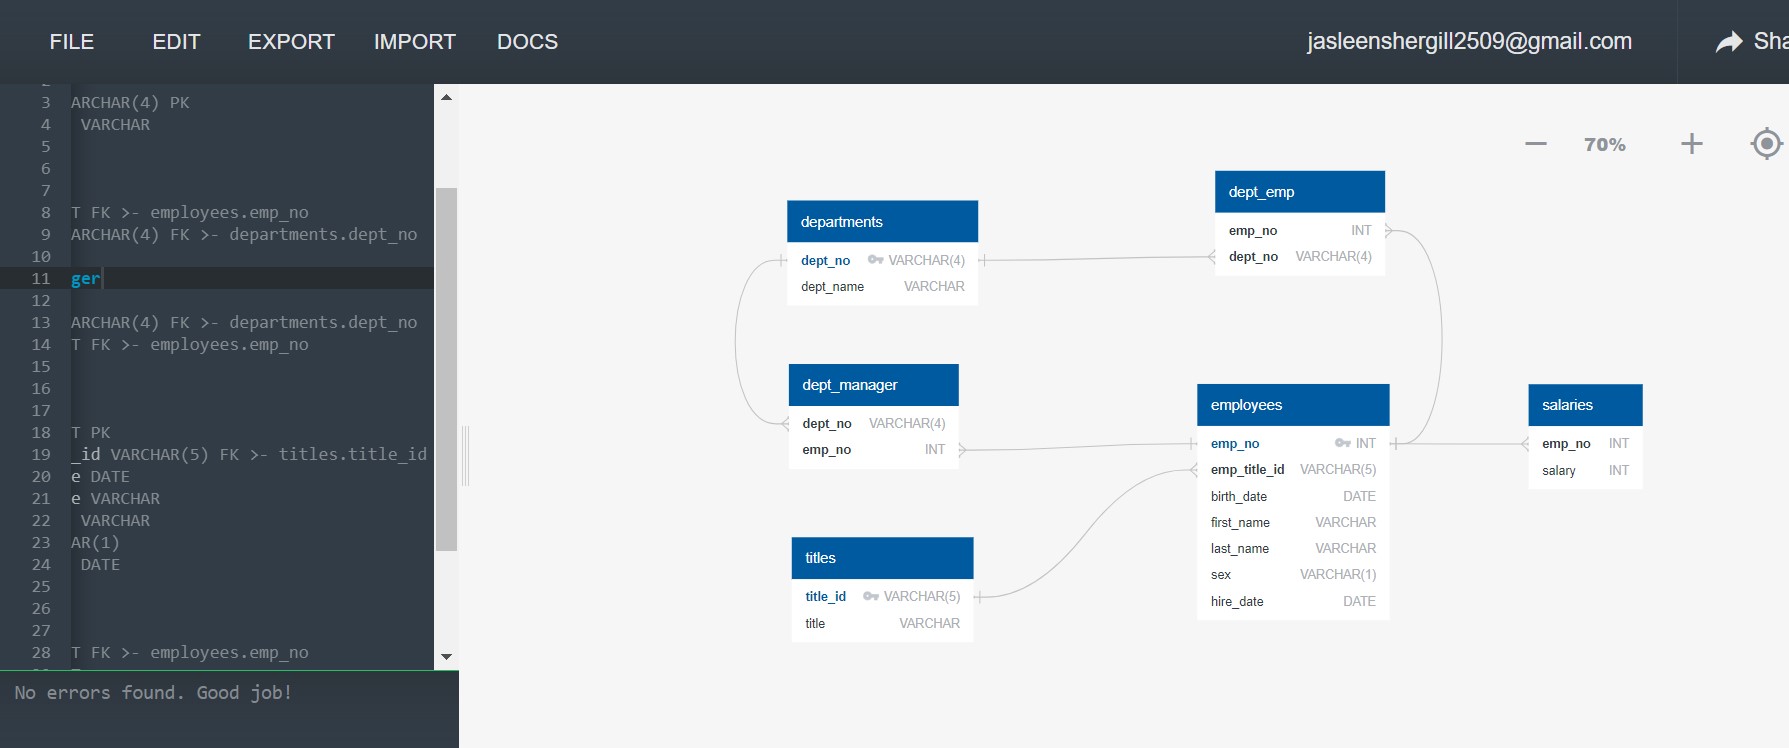 FILE EDIT EXPORT IMPORT DOCS jasleenshergill2509@gmail.com
3 ARCHAR(4) PK
4 VARCHAR
5
6
7
8 T FK >- employees.emp_no
9 ARCHAR(4) FK >- departments.dept_no
10
11 ger
12
13 ARCHAR(4) FK >- departments.dept_no
14 T FK >- employees.emp_no
15
16
17
18 T PK
19 _id VARCHAR(5) FK >- titles.title_id
20 e DATE
21 e VARCHAR
22 VARCHAR
23 AR(1)
24 DATE
25
26
27
28 T FK >- employees.emp_no
No errors found. Good job!
70%
departments
dept_no VARCHAR(4)
dept_name VARCHAR
dept_emp
emp_no INT
dept_no VARCHAR(4)
dept_manager
dept_no VARCHAR(4)
emp_no INT
employees
emp_no INT
emp_title_id VARCHAR(5)
birth_date DATE
first_name VARCHAR
last_name VARCHAR
sex VARCHAR(1)
hire_date DATE
salaries
emp_no INT
salary INT
titles
title_id VARCHAR(5)
title VARCHAR